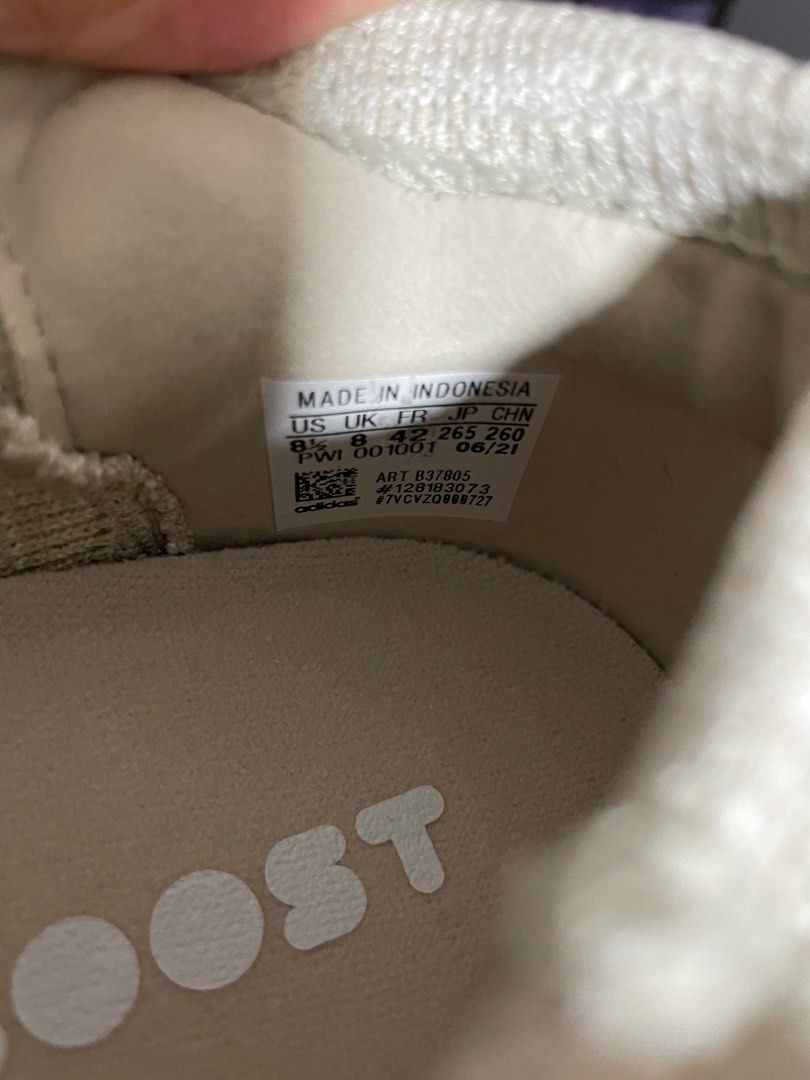 MADE IN INDONESIA
US UK FR JP CHN
8½ 8 42 265 260
PWI 001001 06/21
ART B37805
#128183073
adidas
OOST